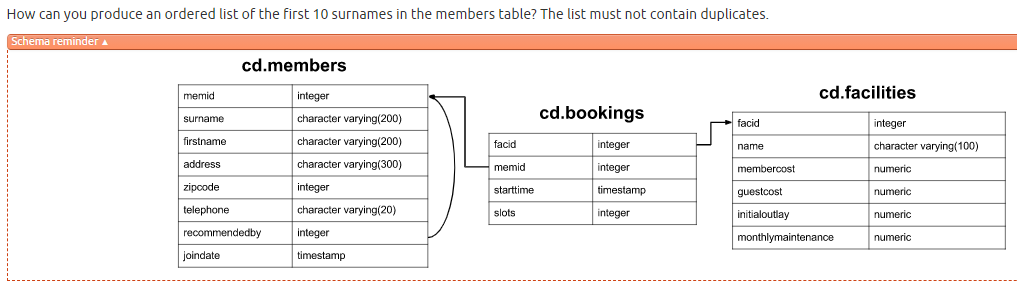 How can you produce an ordered list of the first 10 surnames in the members table? The list must not contain duplicates.
Schema reminder ▲
cd.members
memid integer
surname character varying(200)
firstname character varying(200)
address character varying(300)
zipcode integer
telephone character varying(20)
recommendedby integer
joindate timestamp
cd.bookings
facid integer
memid integer
starttime timestamp
slots integer
cd.facilities
facid integer
name character varying(100)
membercost numeric
guestcost numeric
initialoutlay numeric
monthlymaintenance numeric